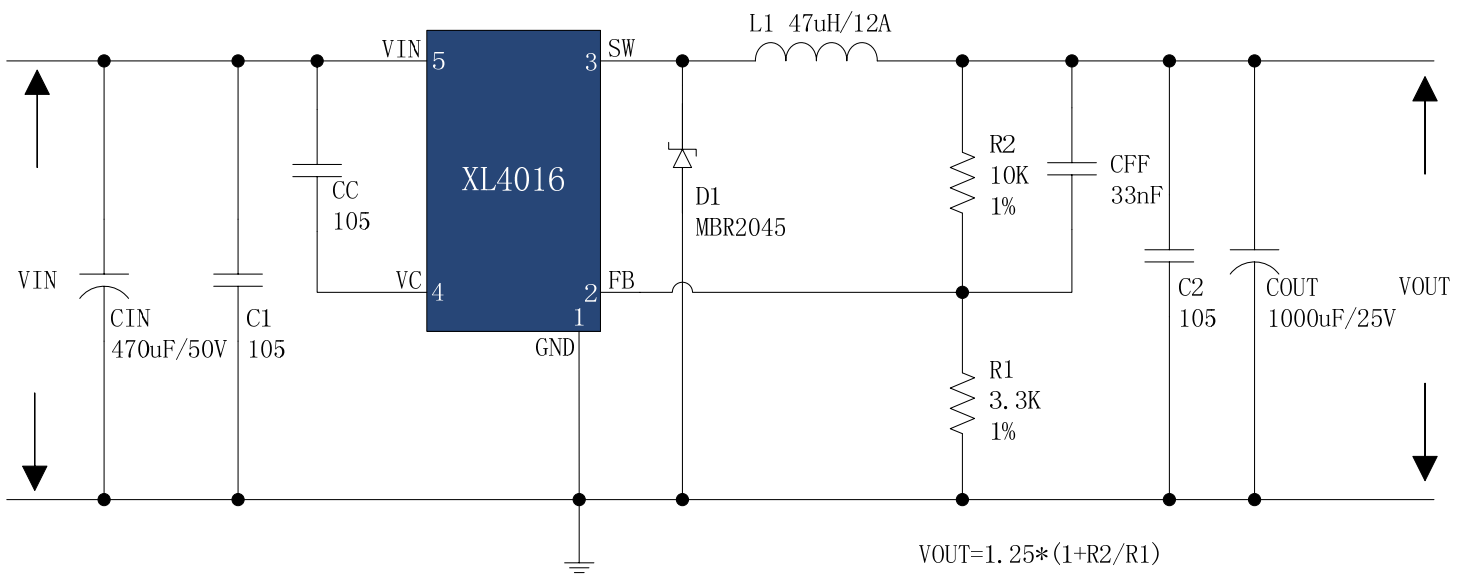 L1 47uH/12A
VIN
5
3
SW
XL4016
R2
10K
1%
CFF
33nF
CC
105
D1
MBR2045
VIN
VC
4
2
FB
1
GND
CIN
470uF/50V
C1
105
C2
105
COUT
1000uF/25V
VOUT
R1
3.3K
1%
VOUT=1.25*(1+R2/R1)